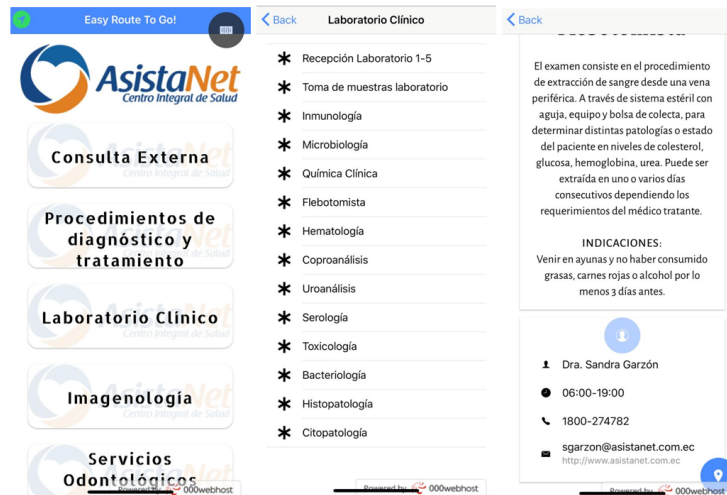 Easy Route To Go!
AsistaNet
Centro Integral de Salud
Consulta Externa
Procedimientos de
diagnóstico y
tratamiento
Laboratorio Clínico
Imagenología
Servicios
Odontológicos
Powered by 000webhost
Back
Laboratorio Clínico
Recepción Laboratorio 1-5
Toma de muestras laboratorio
Inmunología
Microbiología
Química Clínica
Flebotomista
Hematología
Coproanálisis
Uroanálisis
Serología
Toxicología
Bacteriología
Histopatología
Citopatología
Powered by 000webhost
Back
El examen consiste en el procedimiento
de extracción de sangre desde una vena
periférica. A través de sistema estéril con
aguja, equipo y bolsa de colecta, para
determinar distintas patologías o estado
del paciente en niveles de colesterol,
glucosa, hemoglobina, urea. Puede ser
extraída en uno o varios días
consecutivos dependiendo los
requerimientos del médico tratante.
INDICACIONES:
Venir en ayunas y no haber consumido
grasas, carnes rojas o alcohol por lo
menos 3 días antes.
Dra. Sandra Garzón
06:00-19:00
1800-274782
sgarzon@asistanet.com.ec
http://www.asistanet.com.ec
Powered by 000webhost